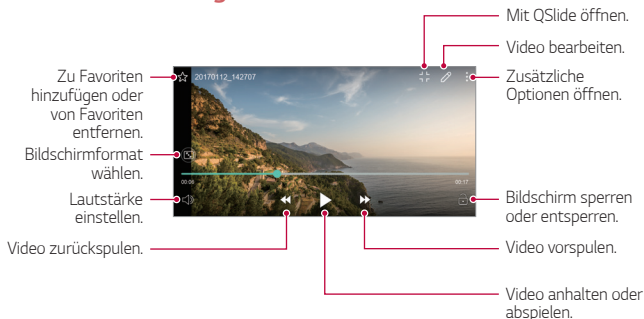 Mit QSlide öffnen.
Video bearbeiten.
Zusätzliche
Optionen öffnen.
Zu Favoriten
hinzufügen oder
von Favoriten
entfernen.
20170112_142707
Bildschirmformat
wählen.
00:06
00:17
Lautstärke
einstellen.
Bildschirm sperren
oder entsperren.
Video zurückspulen.
Video vorspulen.
Video anhalten oder
abspielen.